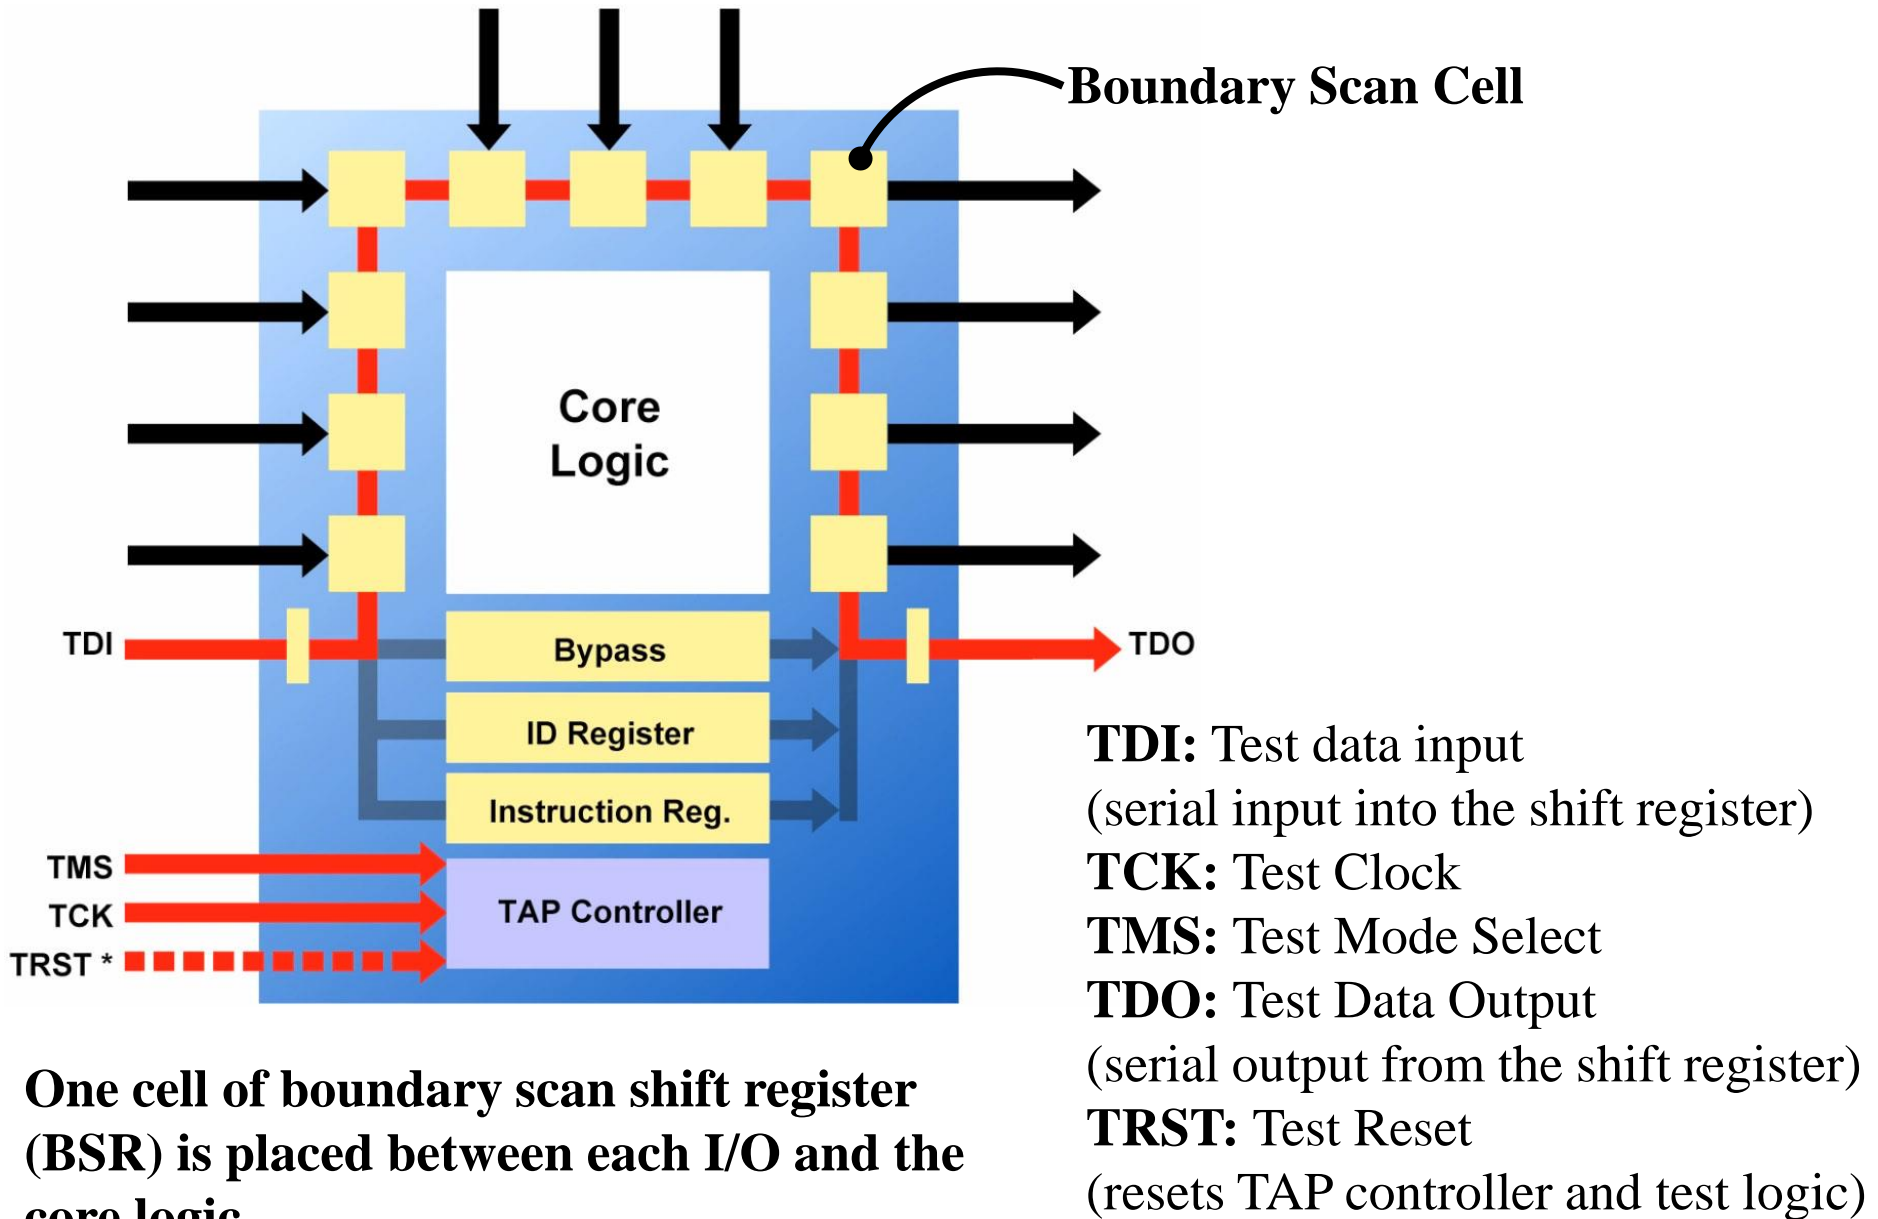 Boundary Scan Cell
Core
Logic
TDI
Bypass
TDO
ID Register
Instruction Reg.
TMS
TCK
TAP Controller
TRST *
TDI: Test data input
(serial input into the shift register)
TCK: Test Clock
TMS: Test Mode Select
TDO: Test Data Output
(serial output from the shift register)
TRST: Test Reset
(resets TAP controller and test logic)
One cell of boundary scan shift register
(BSR) is placed between each I/O and the
core logic